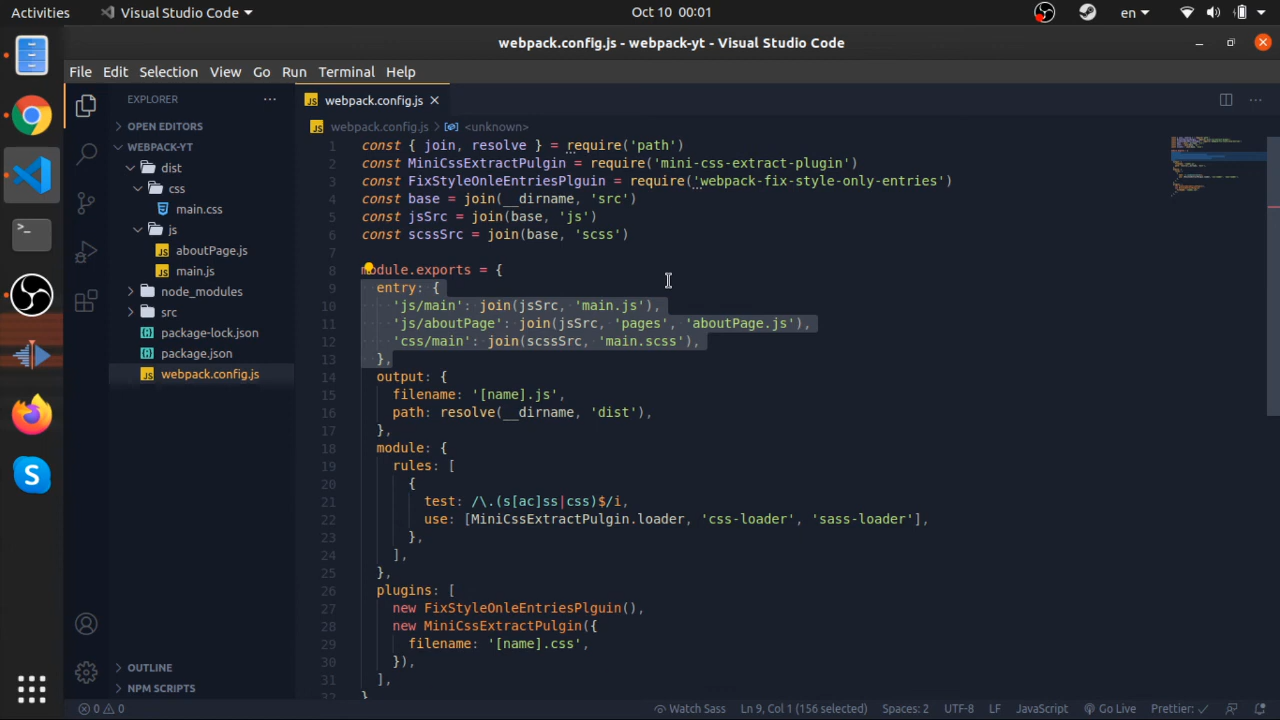 Activities
Visual Studio Code
Oct 10 00:01
en
webpack.config.js - webpack-yt - Visual Studio Code
File Edit Selection View Go Run Terminal Help
EXPLORER
OPEN EDITORS
WEBPACK-YT
dist
css
main.css
js
aboutPage.js
main.js
node_modules
src
package-lock.json
package.json
webpack.config.js
OUTLINE
NPM SCRIPTS
JS webpack.config.js
JS webpack.config.js > <unknown>
1 const { join, resolve } = require('path')
2 const MiniCssExtractPulgin = require('mini-css-extract-plugin')
3 const FixStyleOnleEntriesPlguin = require('webpack-fix-style-only-entries')
4 const base = join(__dirname, 'src')
5 const jsSrc = join(base, 'js')
6 const scssSrc = join(base, 'scss')
7
8 module.exports = {
9 entry: {
10 'js/main': join(jsSrc, 'main.js'),
11 'js/aboutPage': join(jsSrc, 'pages', 'aboutPage.js'),
12 'css/main': join(scssSrc, 'main.scss'),
13 },
14 output: {
15 filename: '[name].js',
16 path: resolve(__dirname, 'dist'),
17 },
18 module: {
19 rules: [
20 {
21 test: /\.(s[ac]ss|css)$/i,
22 use: [MiniCssExtractPulgin.loader, 'css-loader', 'sass-loader'],
23 },
24 ],
25 },
26 plugins: [
27 new FixStyleOnleEntriesPlguin(),
28 new MiniCssExtractPulgin({
29 filename: '[name].css',
30 }),
31 ],
32 }
0 0 Watch Sass Ln 9, Col 1 (156 selected) Spaces: 2 UTF-8 LF JavaScript Go Live Prettier: ✓